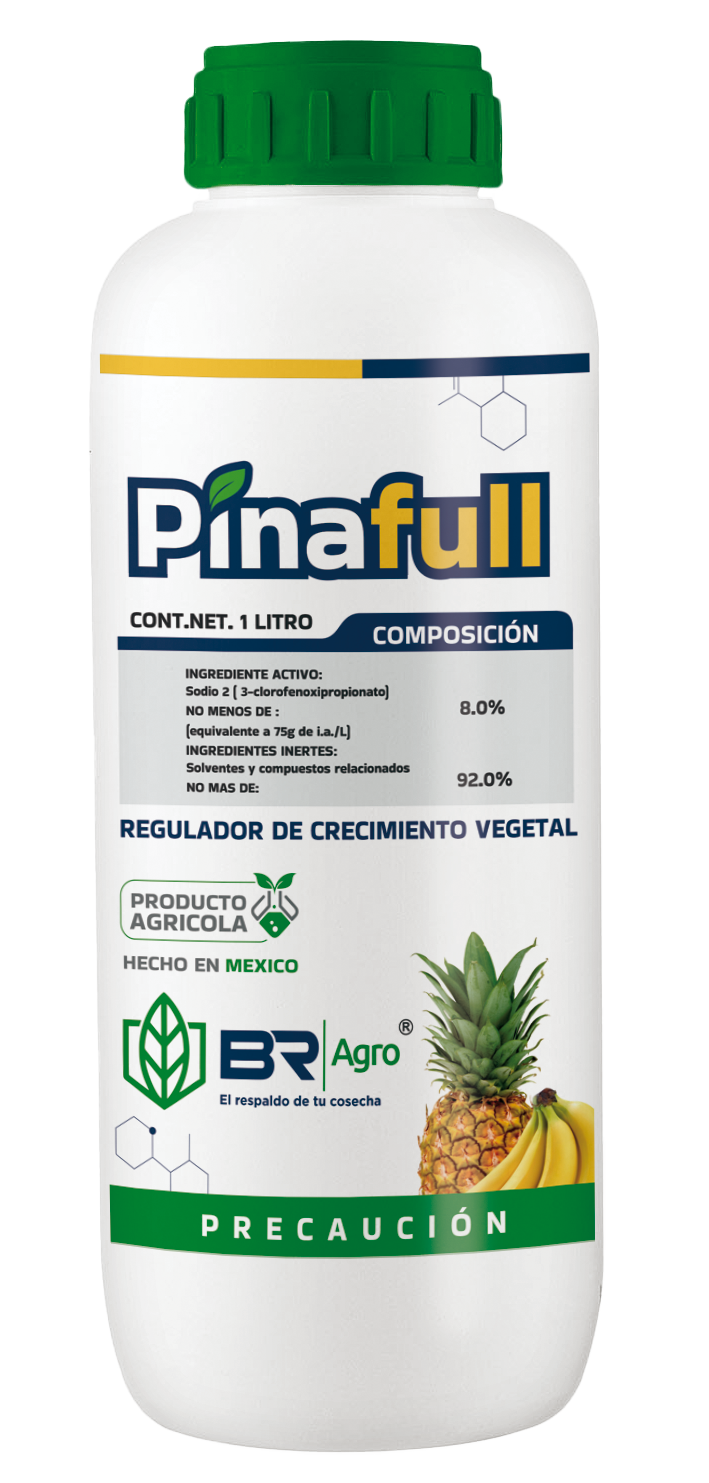 Pinafull
CONT.NET. 1 LITRO
COMPOSICIÓN
INGREDIENTE ACTIVO:
Sodio 2 ( 3-clorofenoxipropionato)
NO MENOS DE : 8.0%
(equivalente a 75g de i.a./L)
INGREDIENTES INERTES:
Solventes y compuestos relacionados
NO MAS DE: 92.0%
REGULADOR DE CRECIMIENTO VEGETAL
PRODUCTO
AGRICOLA
HECHO EN MEXICO
BR Agro ®
El respaldo de tu cosecha
PRECAUCIÓN